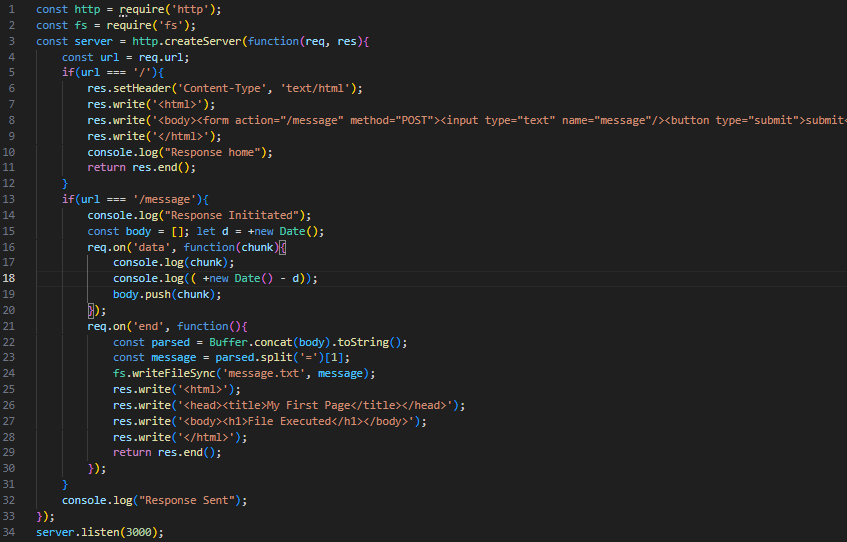 1 const http = require('http');
2 const fs = require('fs');
3 const server = http.createServer(function(req, res){
4     const url = req.url;
5     if(url === '/'){
6         res.setHeader('Content-Type', 'text/html');
7         res.write('<html>');
8         res.write('<body><form action="/message" method="POST"><input type="text" name="message"/><button type="submit">submit<
9         res.write('</html>');
10         console.log("Response home");
11         return res.end();
12     }
13     if(url === '/message'){
14         console.log("Response Inititated");
15         const body = []; let d = +new Date();
16         req.on('data', function(chunk){
17             console.log(chunk);
18             console.log(( +new Date() - d));
19             body.push(chunk);
20         });
21         req.on('end', function(){
22             const parsed = Buffer.concat(body).toString();
23             const message = parsed.split('=')[1];
24             fs.writeFileSync('message.txt', message);
25             res.write('<html>');
26             res.write('<head><title>My First Page</title></head>');
27             res.write('<body><h1>File Executed</h1></body>');
28             res.write('</html>');
29             return res.end();
30         });
31     }
32     console.log("Response Sent");
33 });
34 server.listen(3000);